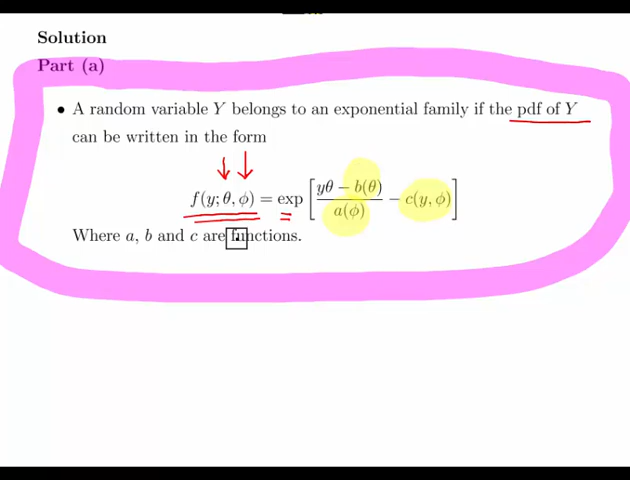 Solution
Part (a)
• A random variable Y belongs to an exponential family if the pdf of Y
can be written in the form
f(y; θ, ϕ) = exp [ (yθ − b(θ)) / a(ϕ) − c(y, ϕ) ]
Where a, b and c are functions.